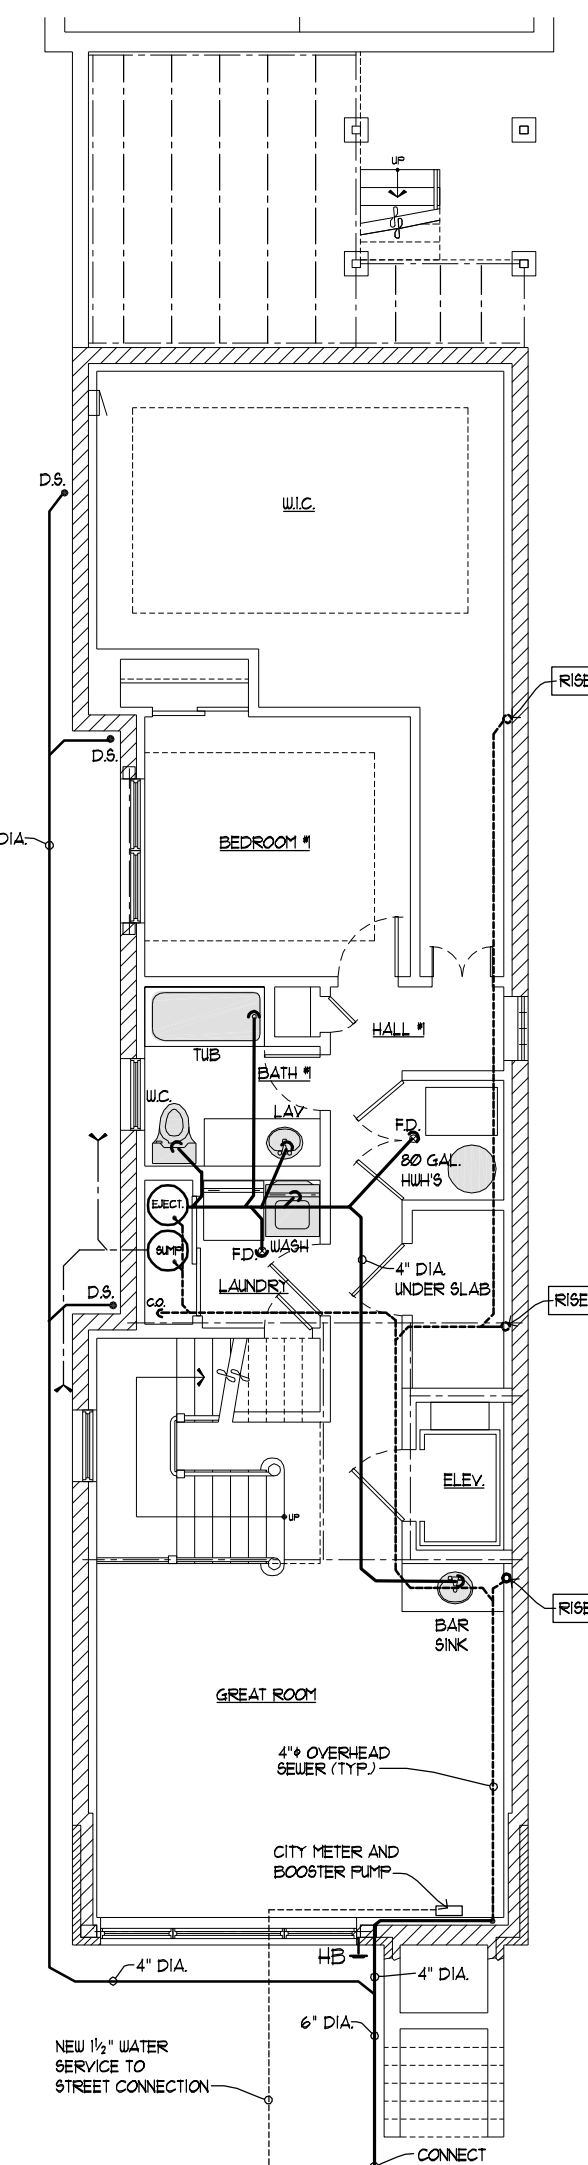 UP
D.S.
W.I.C.
RISE
D.S.
DIA.
BEDROOM #1
HALL #1
TUB
BATH #1
W.C.
LAV
F.D.
80 GAL.
HWH'S
EJECT.
SUMP
F.D.
WASH
4" DIA.
UNDER SLAB
LAUNDRY
D.S.
C.O.
RISE
ELEV.
UP
RISE
BAR
SINK
GREAT ROOM
4"ϕ OVERHEAD
SEWER (TYP.)
CITY METER AND
BOOSTER PUMP
HB
4" DIA.
4" DIA.
6" DIA.
NEW 1½" WATER
SERVICE TO
STREET CONNECTION
CONNECT